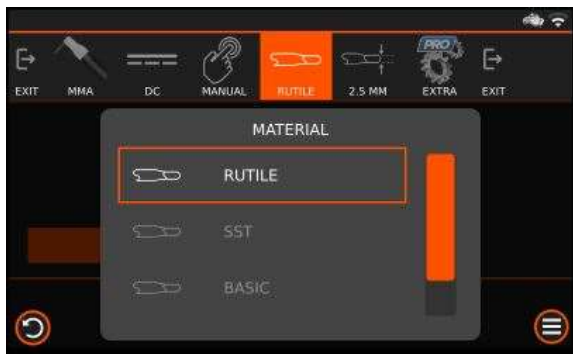 PRO
EXIT MMA DC MANUAL RUTILE 2.5 MM EXTRA EXIT
MATERIAL
RUTILE
SST
BASIC